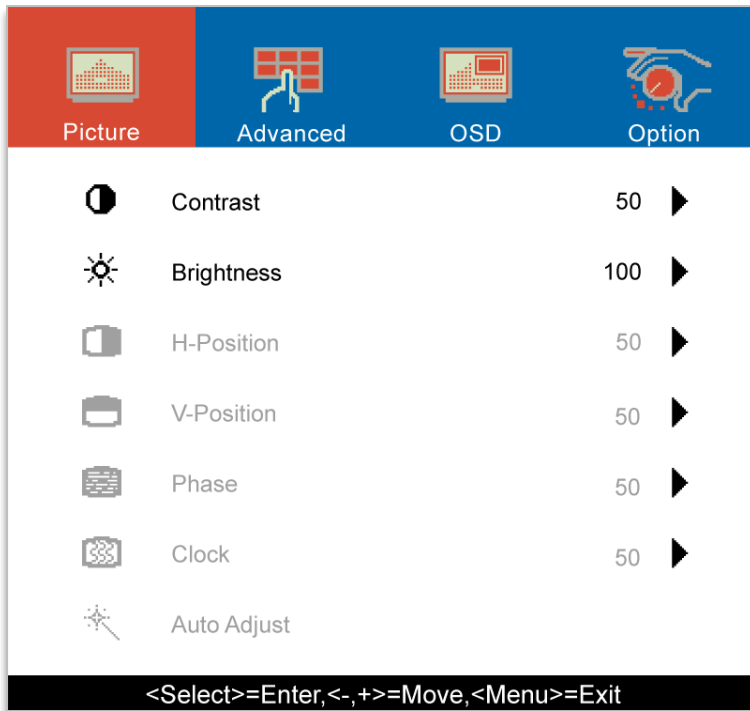 Picture Advanced OSD Option
Contrast 50
Brightness 100
H-Position 50
V-Position 50
Phase 50
Clock 50
Auto Adjust
<Select>=Enter,<-,+>=Move,<Menu>=Exit